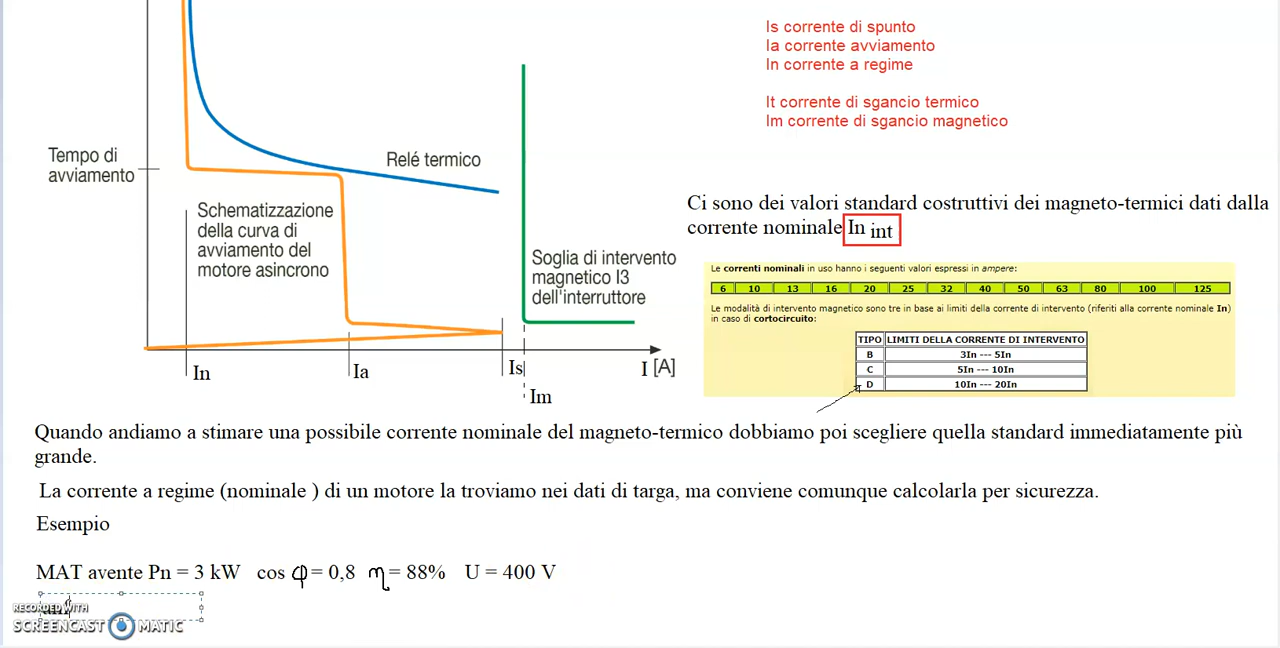 Is corrente di spunto
Ia corrente avviamento
In corrente a regime
It corrente di sgancio termico
Im corrente di sgancio magnetico
Tempo di
avviamento
Relé termico
Schematizzazione
della curva di
avviamento del
motore asincrono
Soglia di intervento
magnetico I3
dell'interruttore
In
Ia
Is
I [A]
Im
Ci sono dei valori standard costruttivi dei magneto-termici dati dalla
corrente nominale In int
Le correnti nominali in uso hanno i seguenti valori espressi in ampere:
6 10 13 16 20 25 32 40 50 63 80 100 125
Le modalità di intervento magnetico sono tre in base ai limiti della corrente di intervento (riferiti alla corrente nominale In)
in caso di cortocircuito:
TIPO LIMITI DELLA CORRENTE DI INTERVENTO
B 3In --- 5In
C 5In --- 10In
D 10In --- 20In
Quando andiamo a stimare una possibile corrente nominale del magneto-termico dobbiamo poi scegliere quella standard immediatamente più
grande.
La corrente a regime (nominale ) di un motore la troviamo nei dati di targa, ma conviene comunque calcolarla per sicurezza.
Esempio
MAT avente Pn = 3 kW cos φ = 0,8 η = 88% U = 400 V
RECORDED WITH
SCREENCAST MATIC